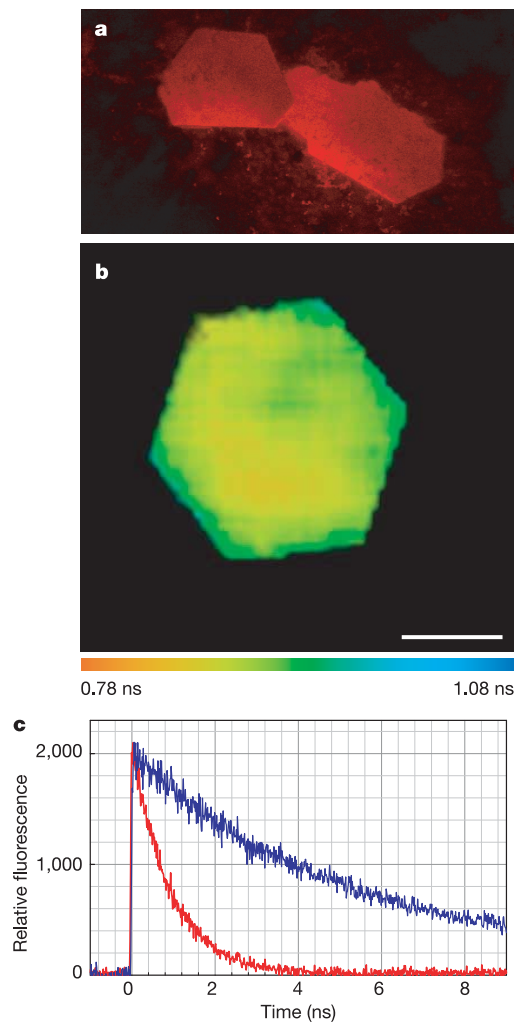 a
b
0.78 ns 1.08 ns
c
2,000
1,000
0
Relative fluorescence
0 2 4 6 8
Time (ns)